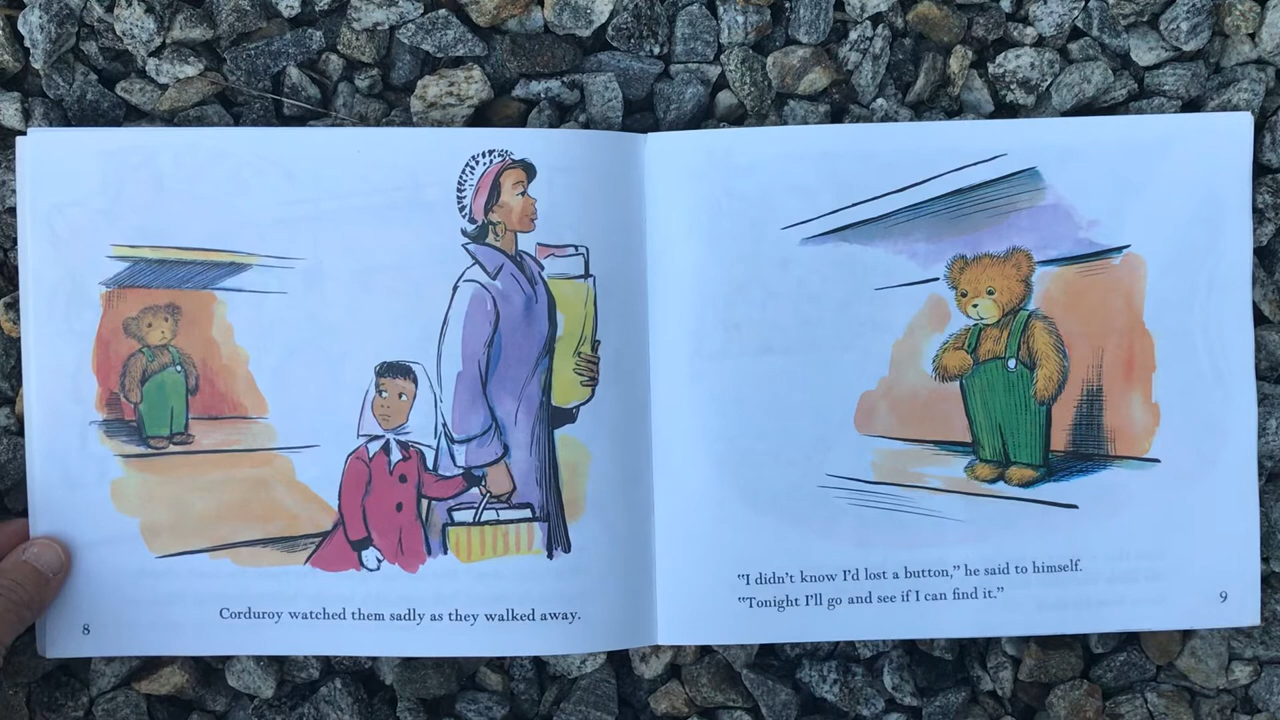 Corduroy watched them sadly as they walked away.
8
“I didn’t know I’d lost a button,” he said to himself.
“Tonight I’ll go and see if I can find it.”
9